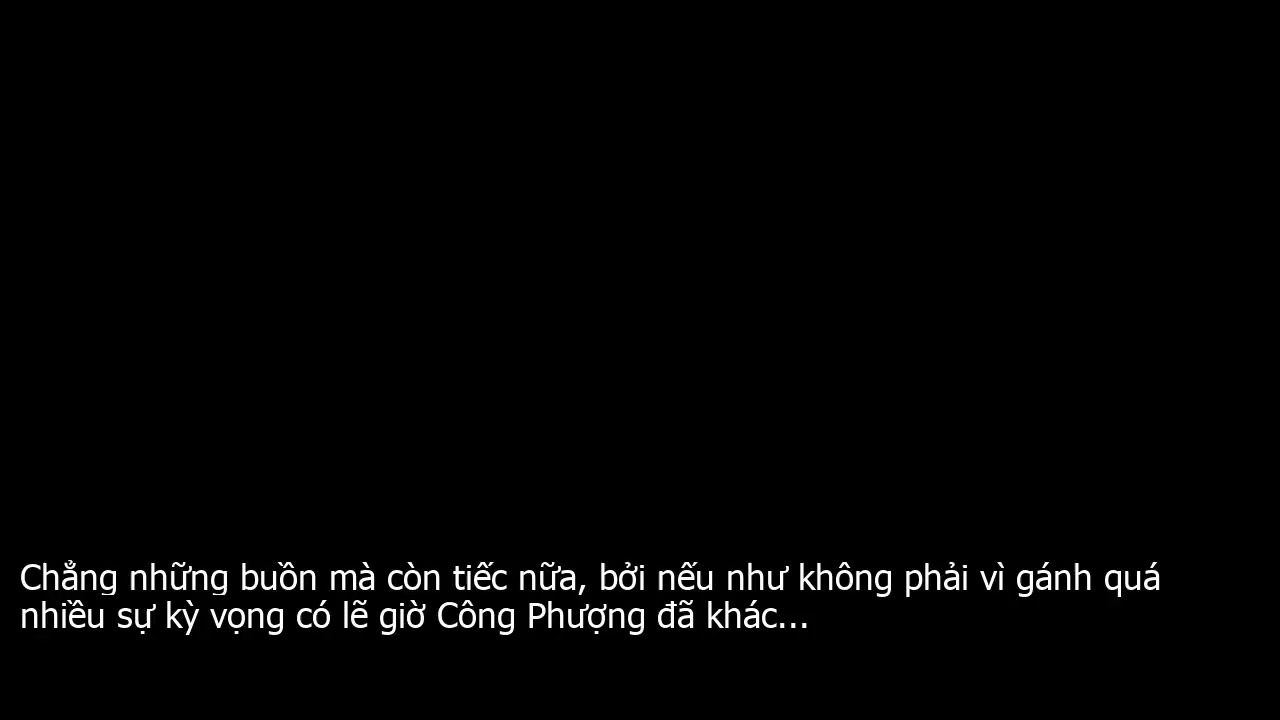 Chẳng những buồn mà còn tiếc nữa, bởi nếu như không phải vì gánh quá
nhiều sự kỳ vọng có lẽ giờ Công Phượng đã khác...